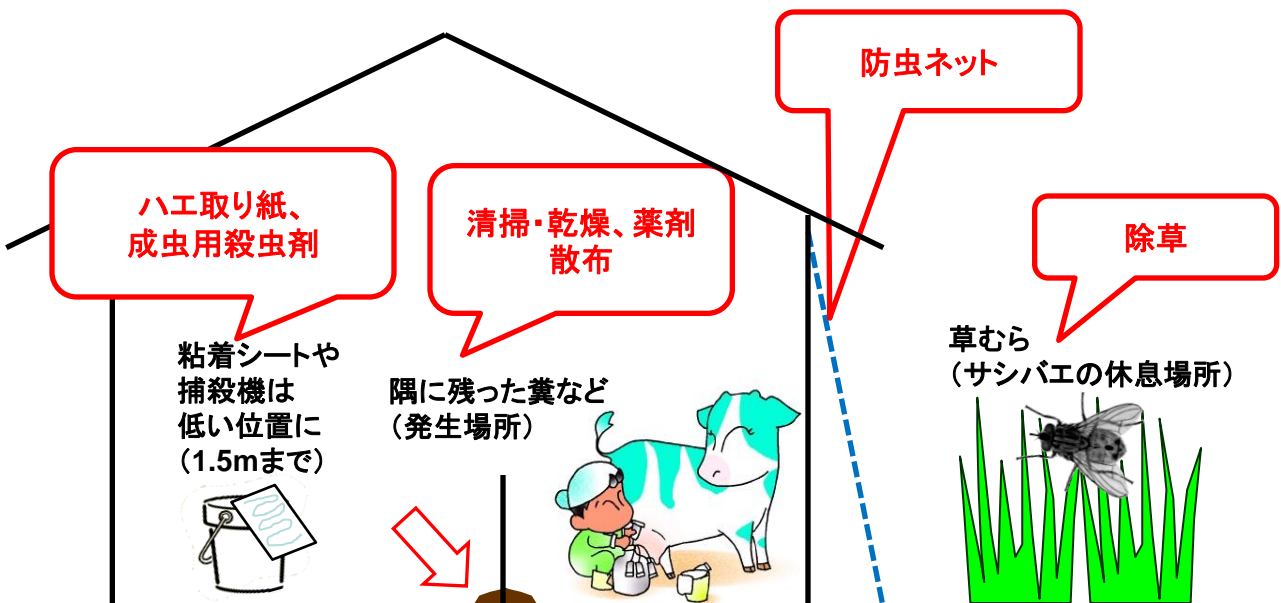 防虫ネット
ハエ取り紙、
成虫用殺虫剤
清掃・乾燥、薬剤
散布
除草
粘着シートや
捕殺機は
低い位置に
（1.5mまで）
隅に残った糞など
（発生場所）
草むら
（サシバエの休息場所）